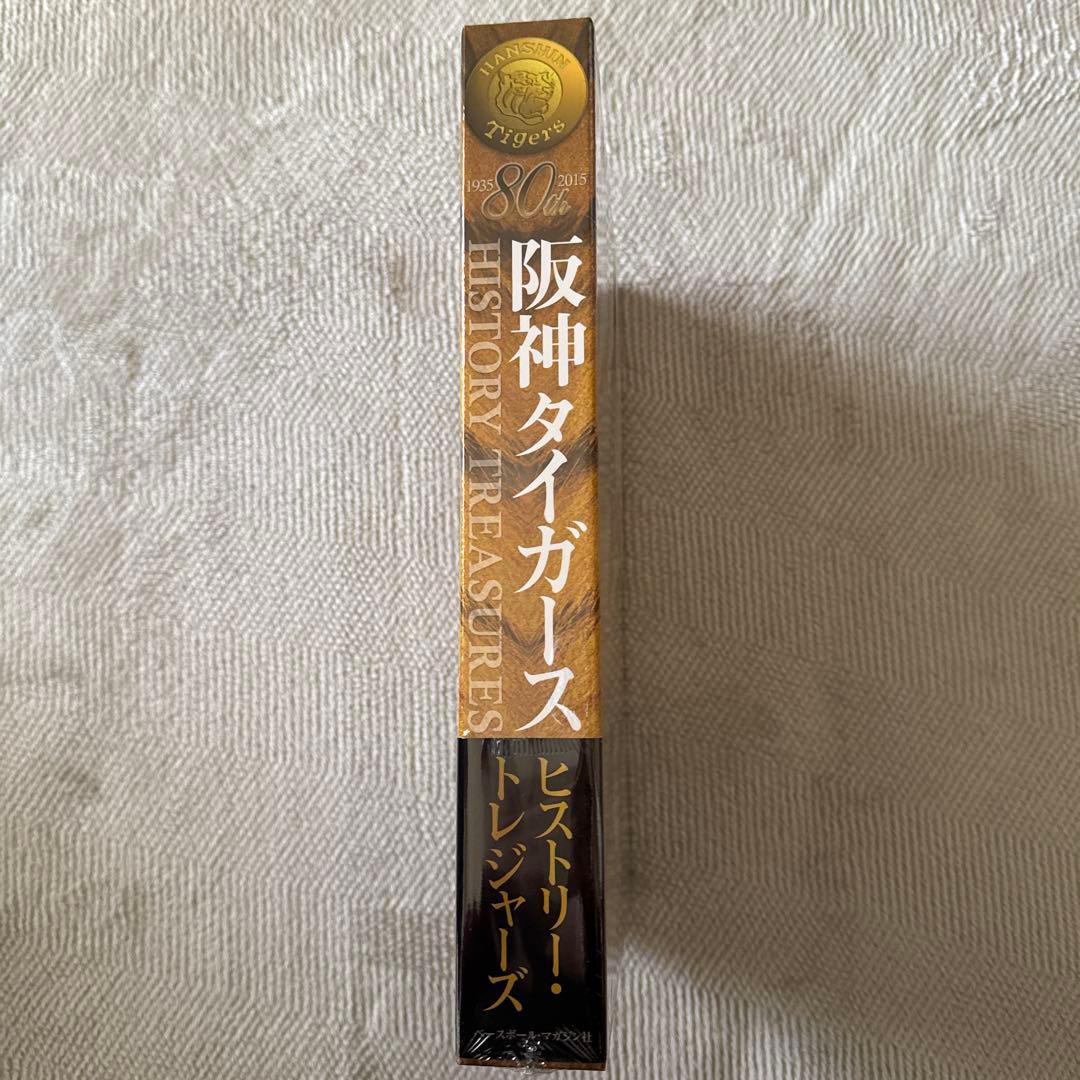 HANSHIN
Tigers
1935 80th 2015
阪神タイガース
HISTORY TREASURES
ヒストリー・
トレジャーズ
ベースボール・マガジン社